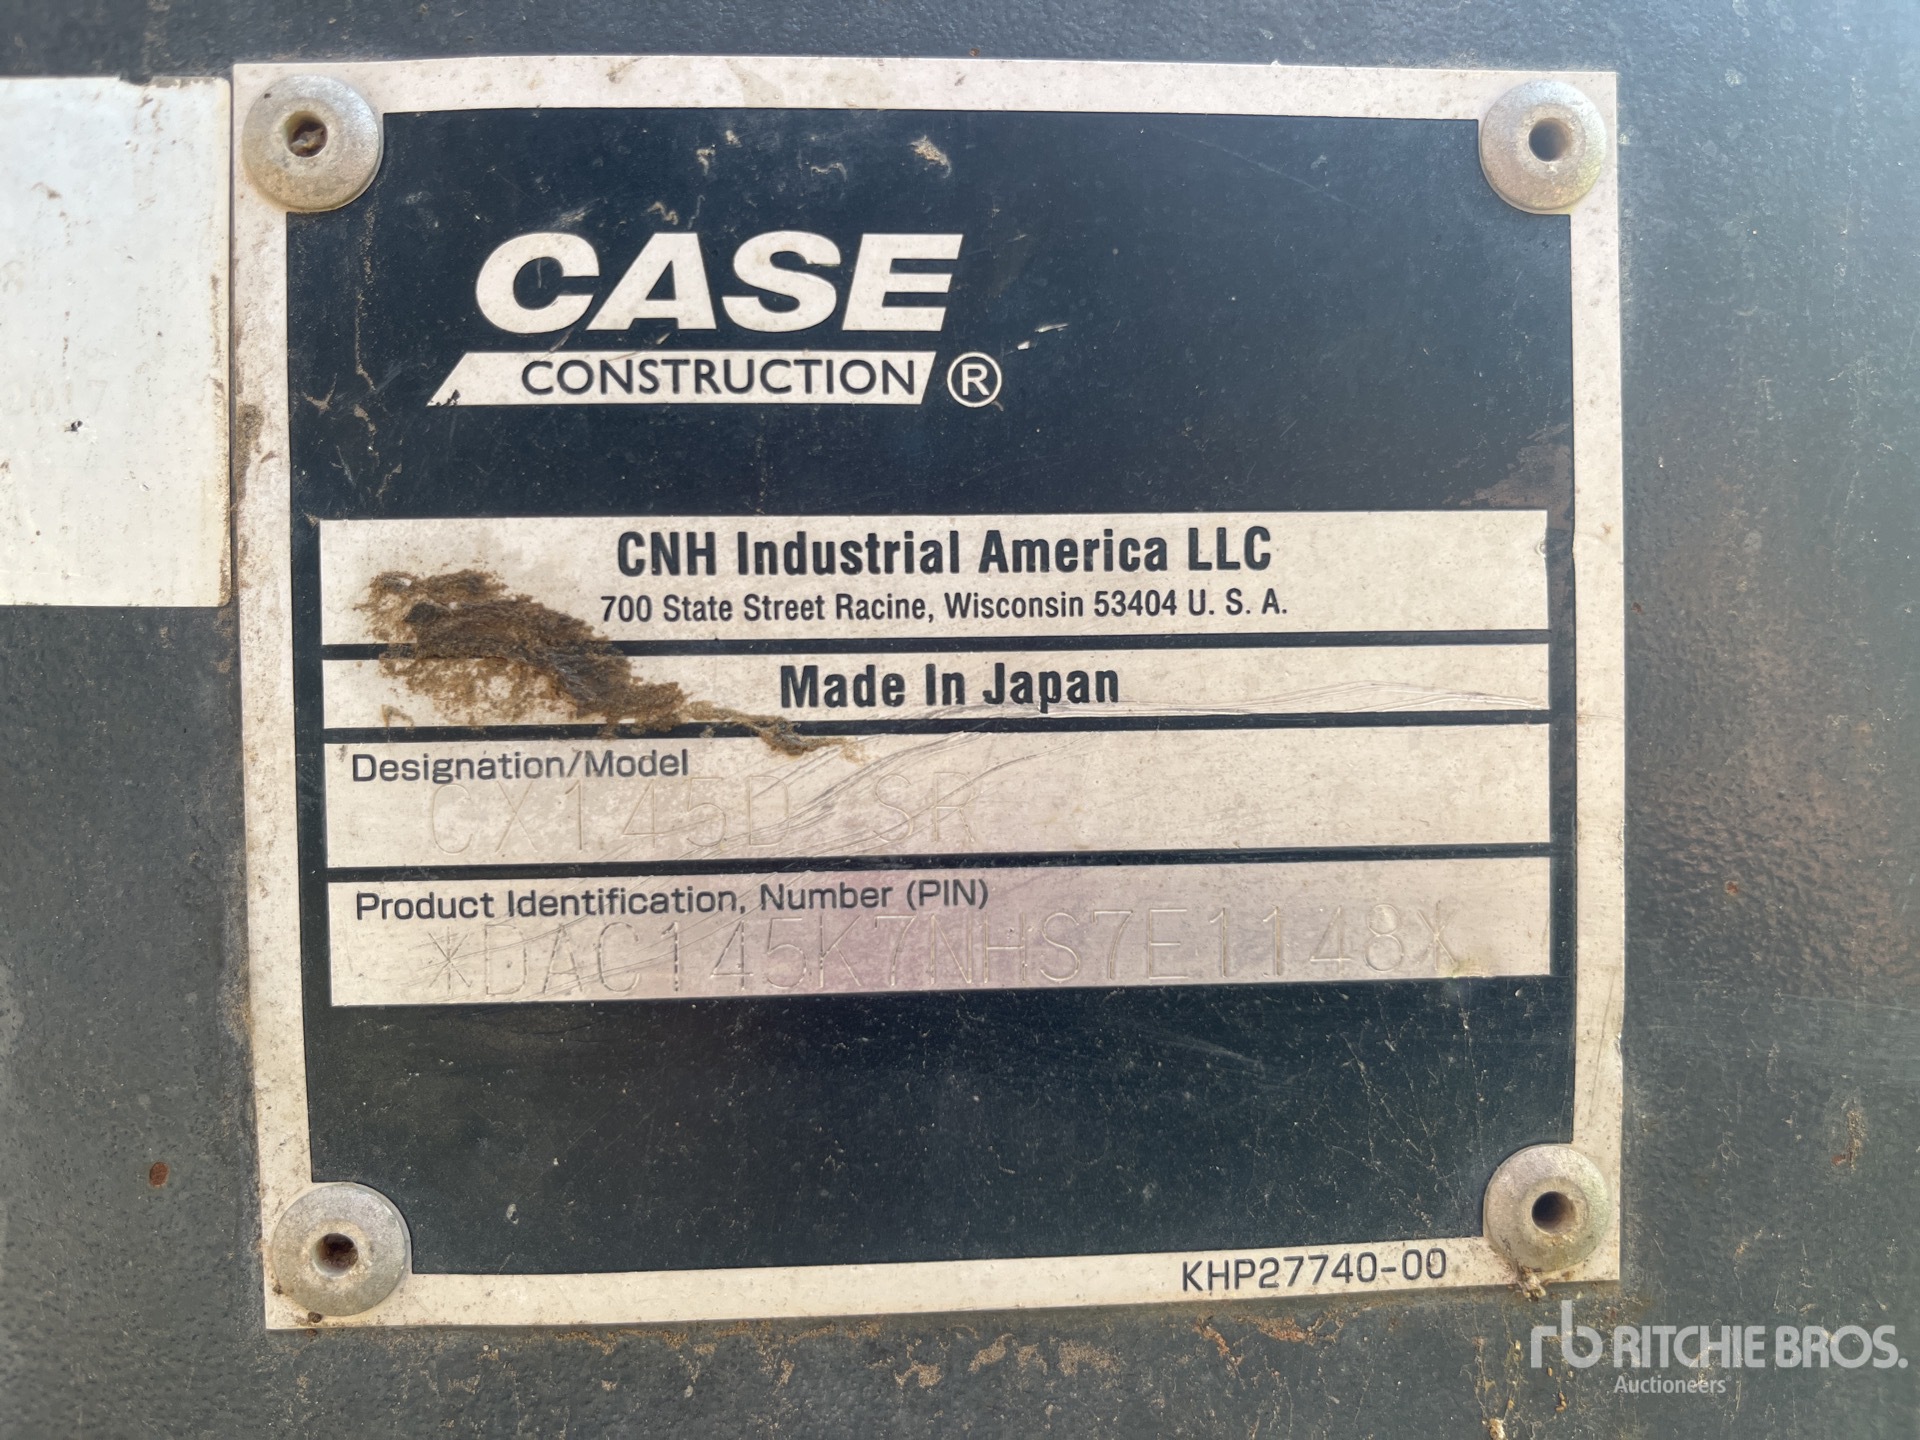 CASE
CONSTRUCTION ®
CNH Industrial America LLC
700 State Street Racine, Wisconsin 53404 U. S. A.
Made In Japan
Designation/Model
CX145D SR
Product Identification, Number (PIN)
*DAC145K7NHS7E1148*
KHP27740-00
rb RITCHIE BROS.
Auctioneers